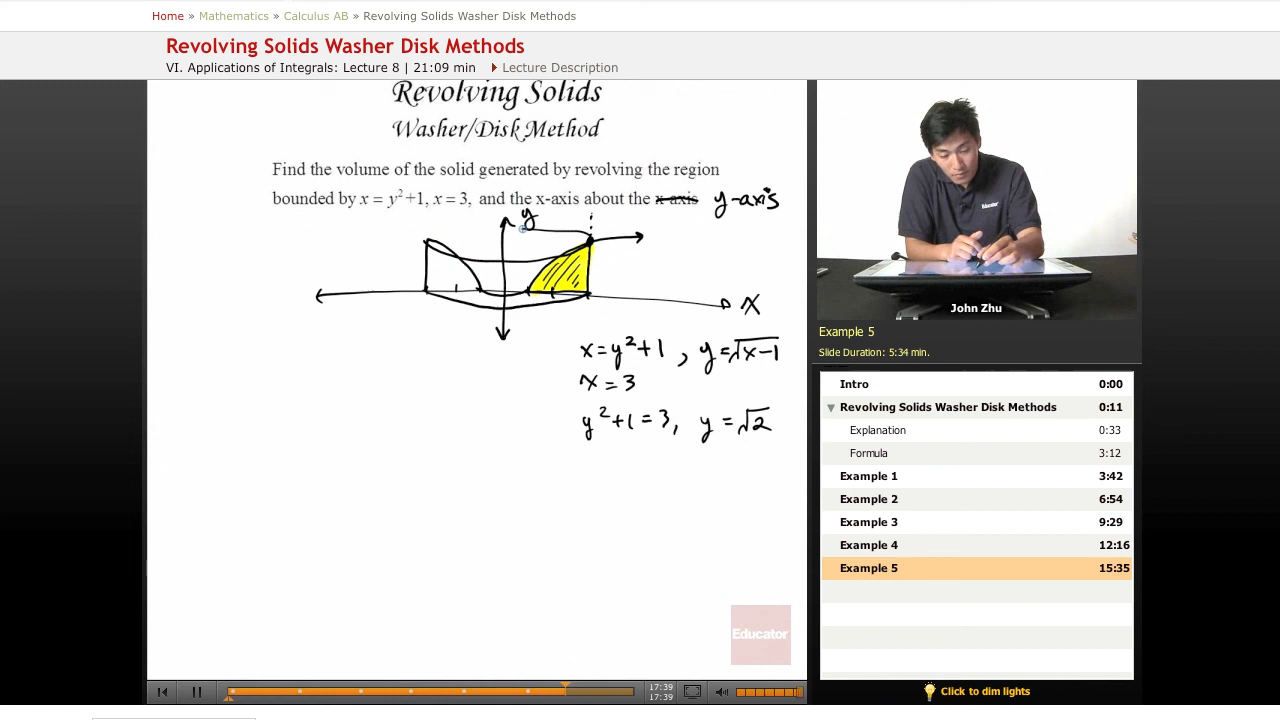 Home » Mathematics » Calculus AB » Revolving Solids Washer Disk Methods
Revolving Solids Washer Disk Methods
VI. Applications of Integrals: Lecture 8 | 21:09 min
Lecture Description
Revolving Solids
Washer/Disk Method
Find the volume of the solid generated by revolving the region
bounded by x = y²+1, x = 3, and the x-axis about the x-axis y-axis
y
x
x=y²+1, y=√x-1
x=3
y²+1=3, y=√2
Educator
17:39
17:39
Educator
John Zhu
Example 5
Slide Duration: 5:34 min.
Intro 0:00
Revolving Solids Washer Disk Methods 0:11
Explanation 0:33
Formula 3:12
Example 1 3:42
Example 2 6:54
Example 3 9:29
Example 4 12:16
Example 5 15:35
Click to dim lights